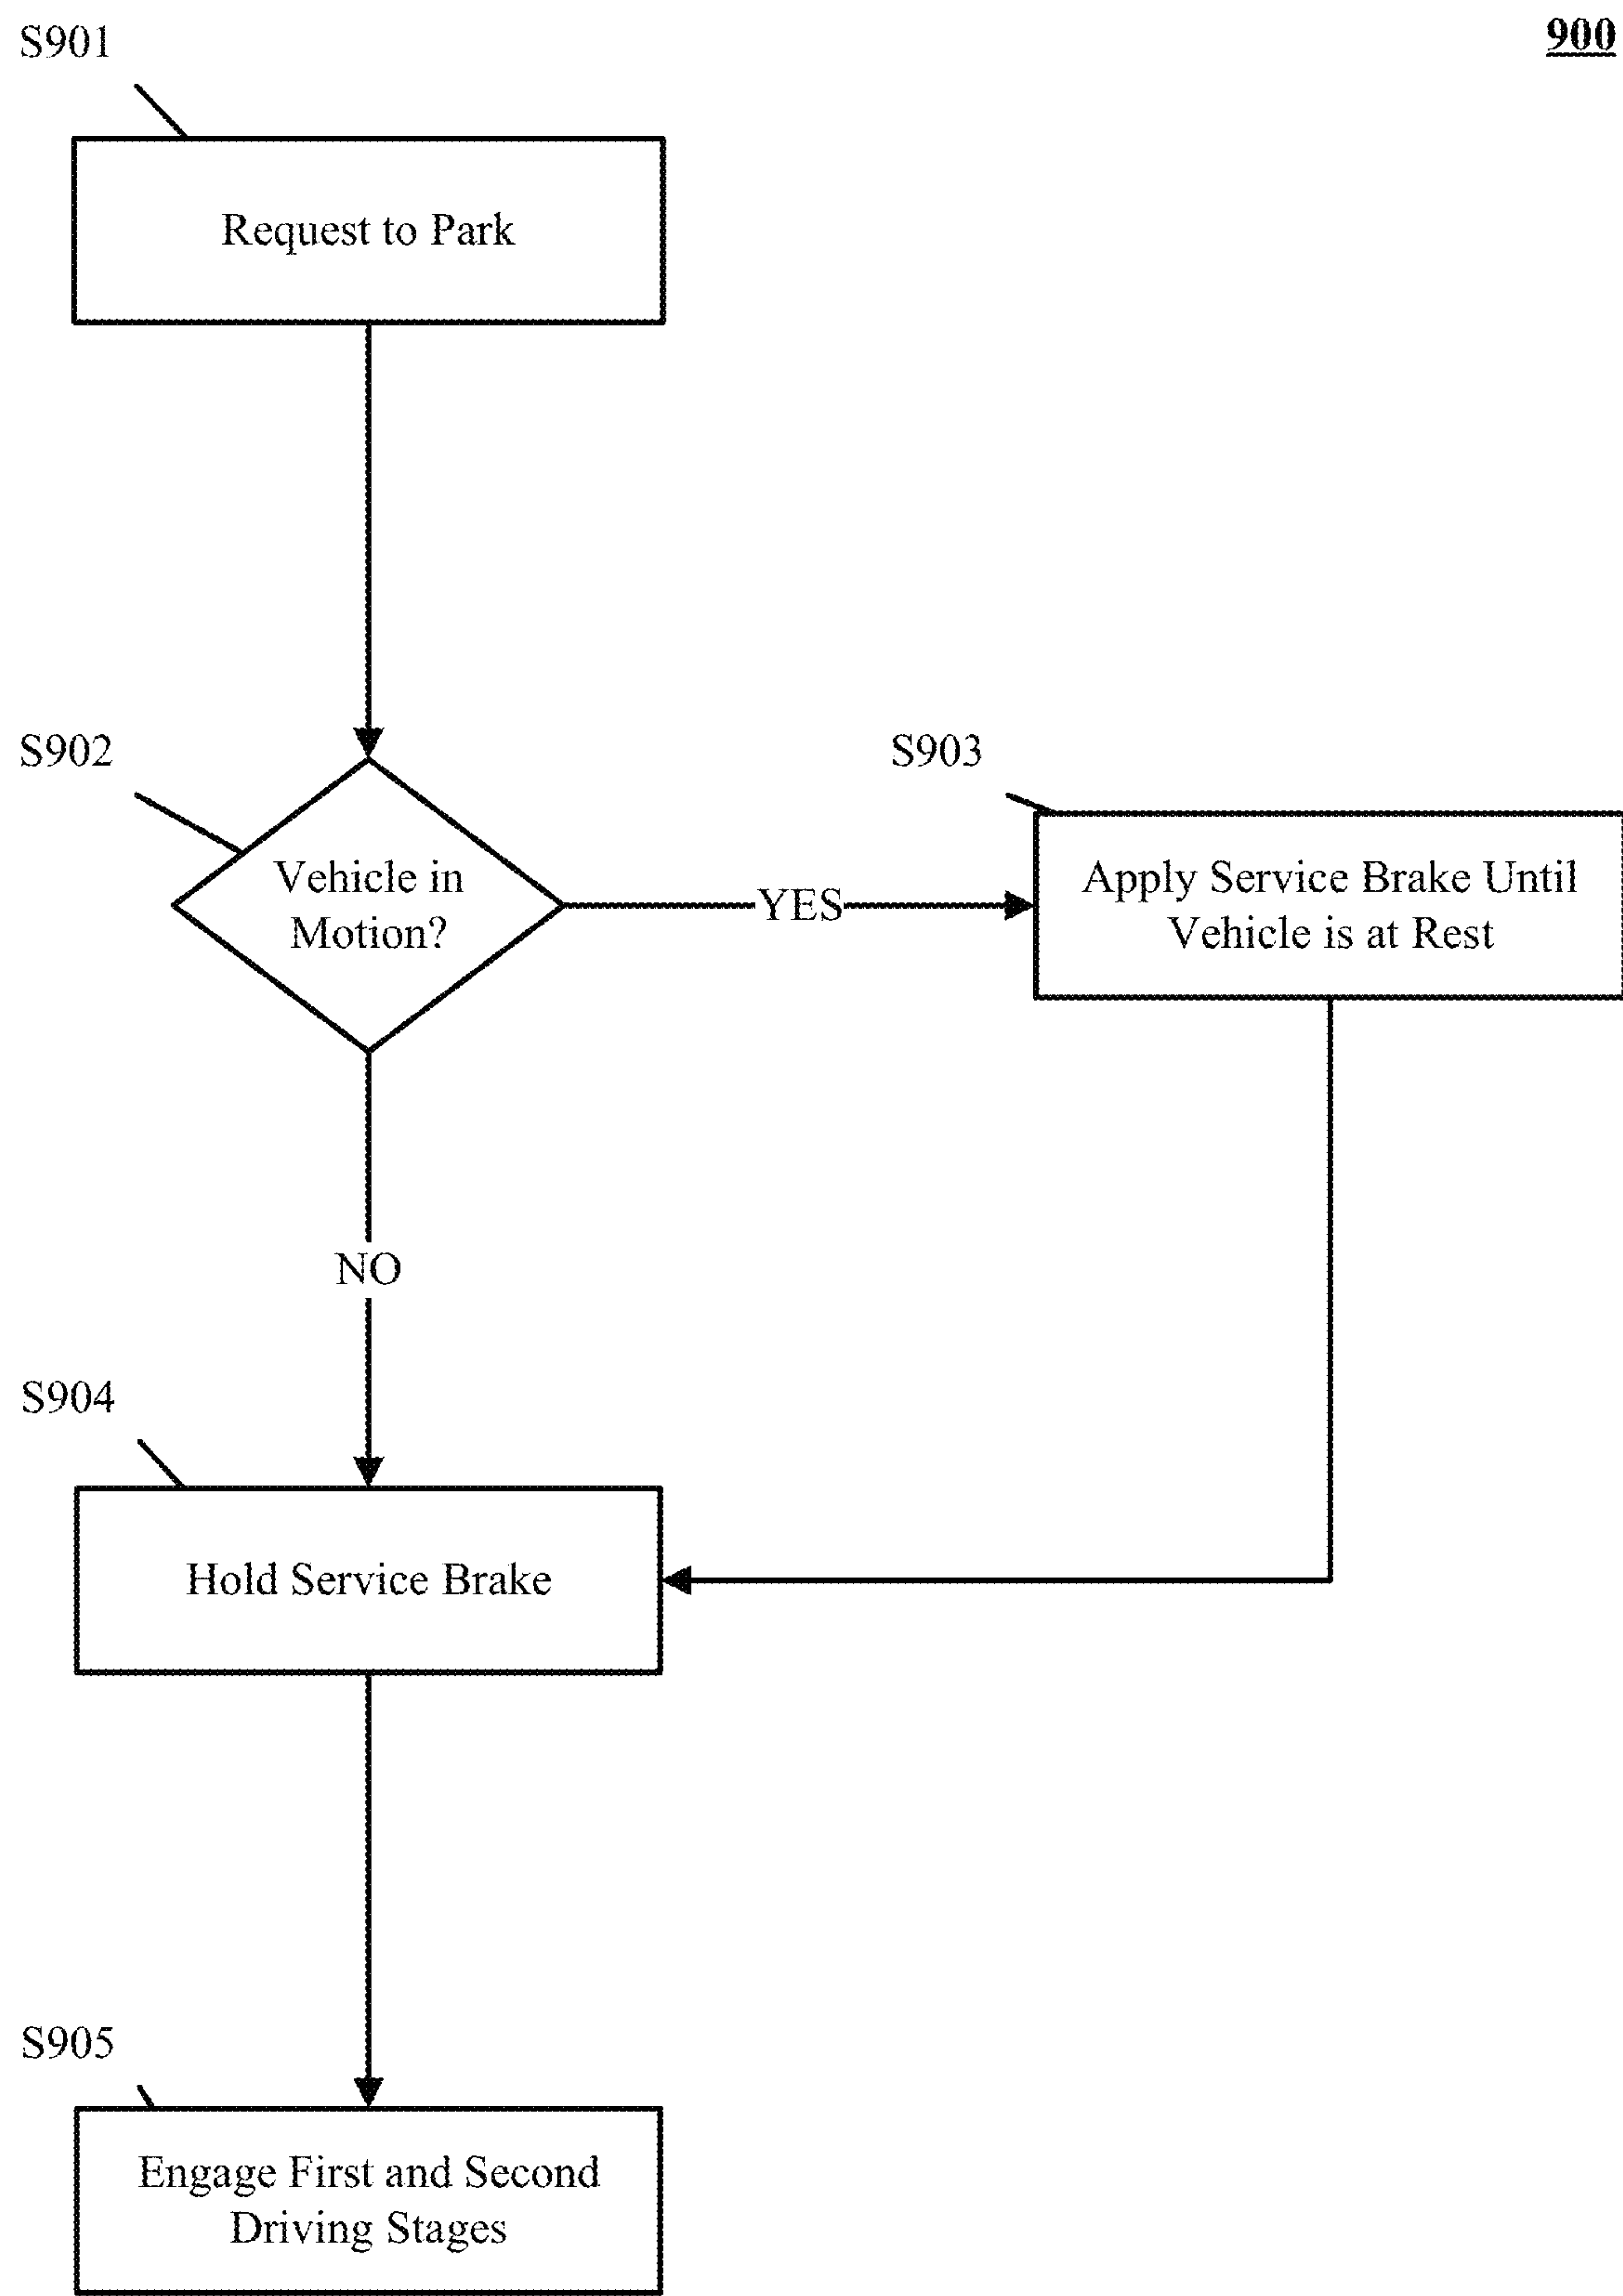 S901
900
Request to Park
S902
S903
Vehicle in
Motion?
YES
Apply Service Brake Until
Vehicle is at Rest
NO
S904
Hold Service Brake
S905
Engage First and Second
Driving Stages